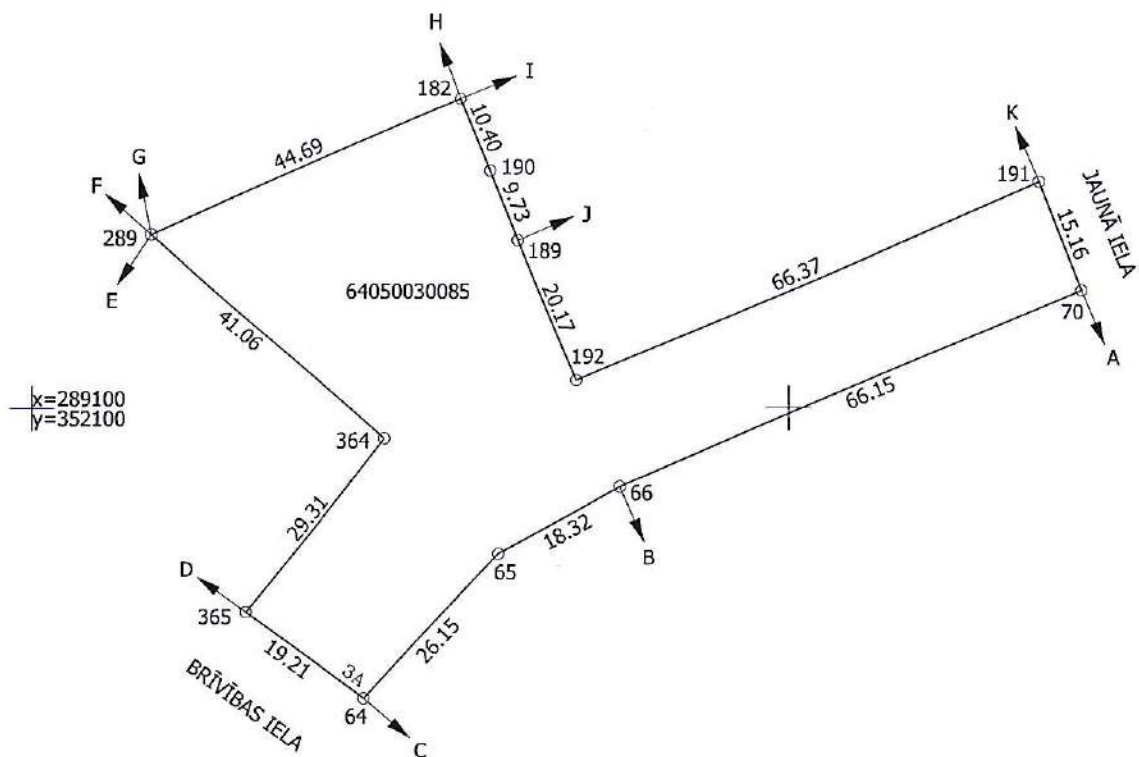 H
I
182
K
10.40
G
44.69
190
191
F
9.73
J
JAUNĀ IELA
289
189
15.16
E
64050030085
66.37
20.17
70
41.06
192
A
x=289100
y=352100
66.15
364
66
29.31
18.32
65
B
D
365
26.15
19.21
3A
64
BRĪVĪBAS IELA
C